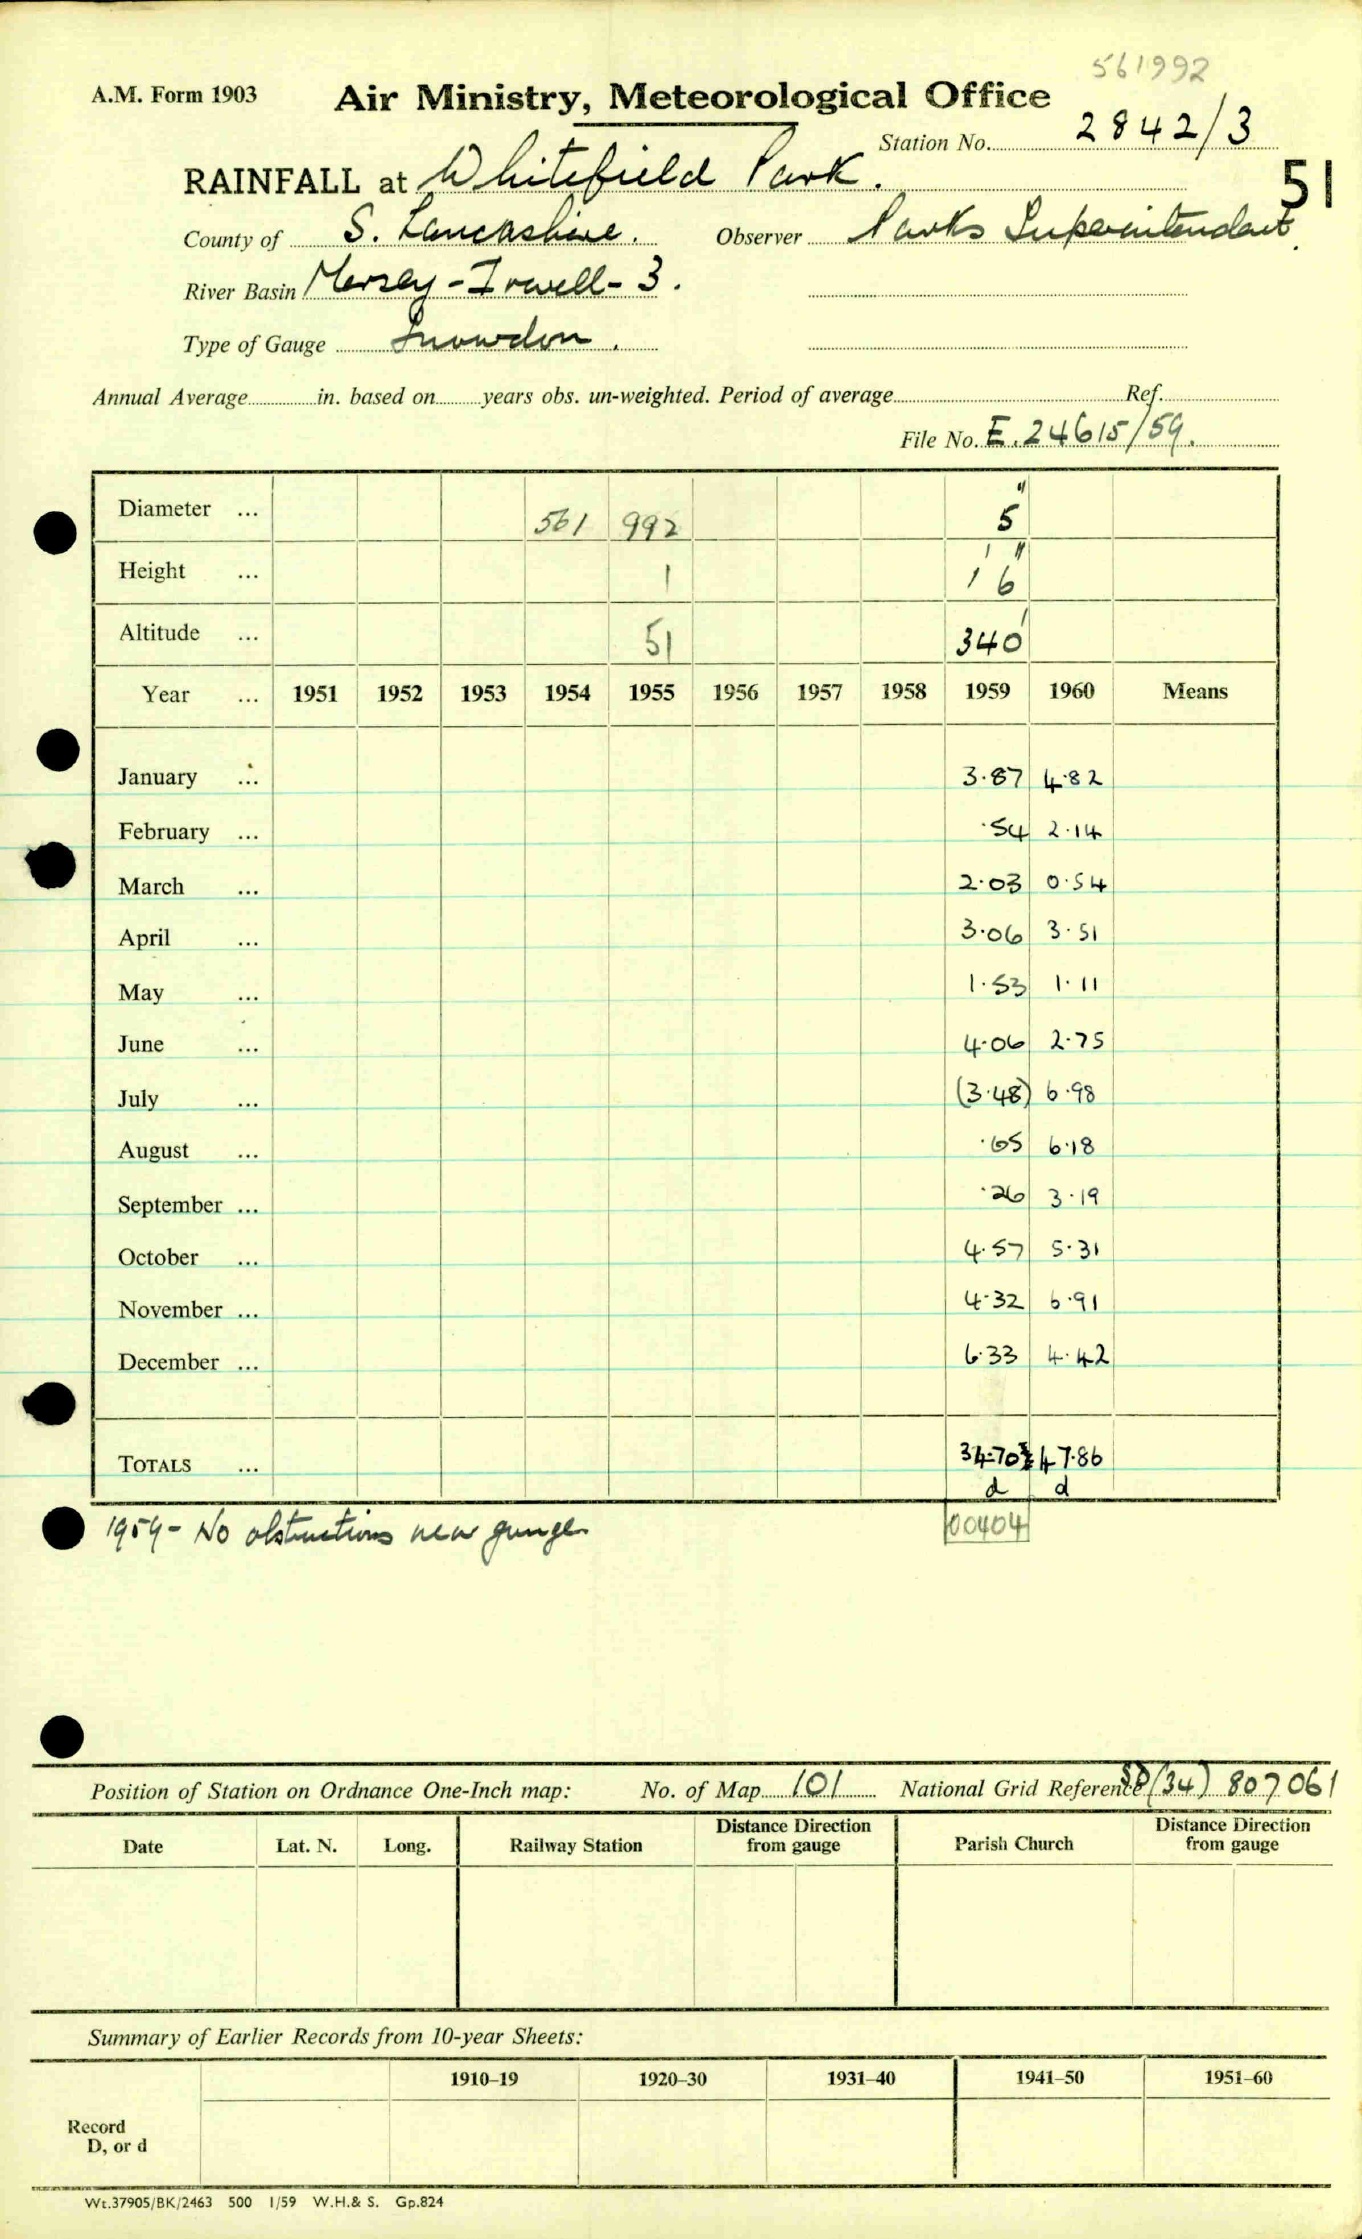 561992
A.M. Form 1903 Air Ministry, Meteorological Office
Station No. 2842/3
RAINFALL at Whitefield Park. 51
County of S. Lancashire. Observer Parks Superintendent.
River Basin Mersey - Irwell - 3.
Type of Gauge Snowdon.
Annual Average in. based on years obs. un-weighted. Period of average Ref.
File No. E.24615/59.
Diameter ... 561 992 5"
Height ... 1 1' 6"
Altitude ... 51 340'
Year ... 1951 1952 1953 1954 1955 1956 1957 1958 1959 1960 Means
January ... 3.87 4.82
February ... .54 2.14
March ... 2.03 0.54
April ... 3.06 3.51
May ... 1.53 1.11
June ... 4.06 2.75
July ... (3.48) 6.98
August ... .65 6.18
September ... .26 3.19
October ... 4.57 5.31
November ... 4.32 6.91
December ... 6.33 4.42
TOTALS ... 34.70 47.86
d d
1959 - No obstructions near gauge 00404
Position of Station on Ordnance One-Inch map: No. of Map 101 National Grid Reference SD(34) 807061
Date Lat. N. Long. Railway Station Distance Direction from gauge Parish Church Distance Direction from gauge
Summary of Earlier Records from 10-year Sheets:
1910–19 1920–30 1931–40 1941–50 1951–60
Record
D, or d
Wt.37905/BK/2463 500 1/59 W.H.& S. Gp.824